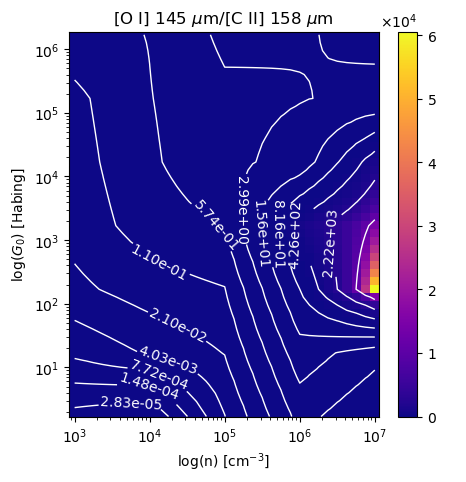 [O I] 145 μm/[C II] 158 μm
×10⁴
log(G₀) [Habing]
10⁶
10⁵
10⁴
10³
10²
10¹
2.99e+00
1.56e+01
8.16e+01
4.29e+02
2.22e+03
5.74e-01
1.10e-01
2.10e-02
4.03e-03
7.72e-04
1.48e-04
2.83e-05
10³ 10⁴ 10⁵ 10⁶ 10⁷
log(n) [cm⁻³]
6
5
4
3
2
1
0